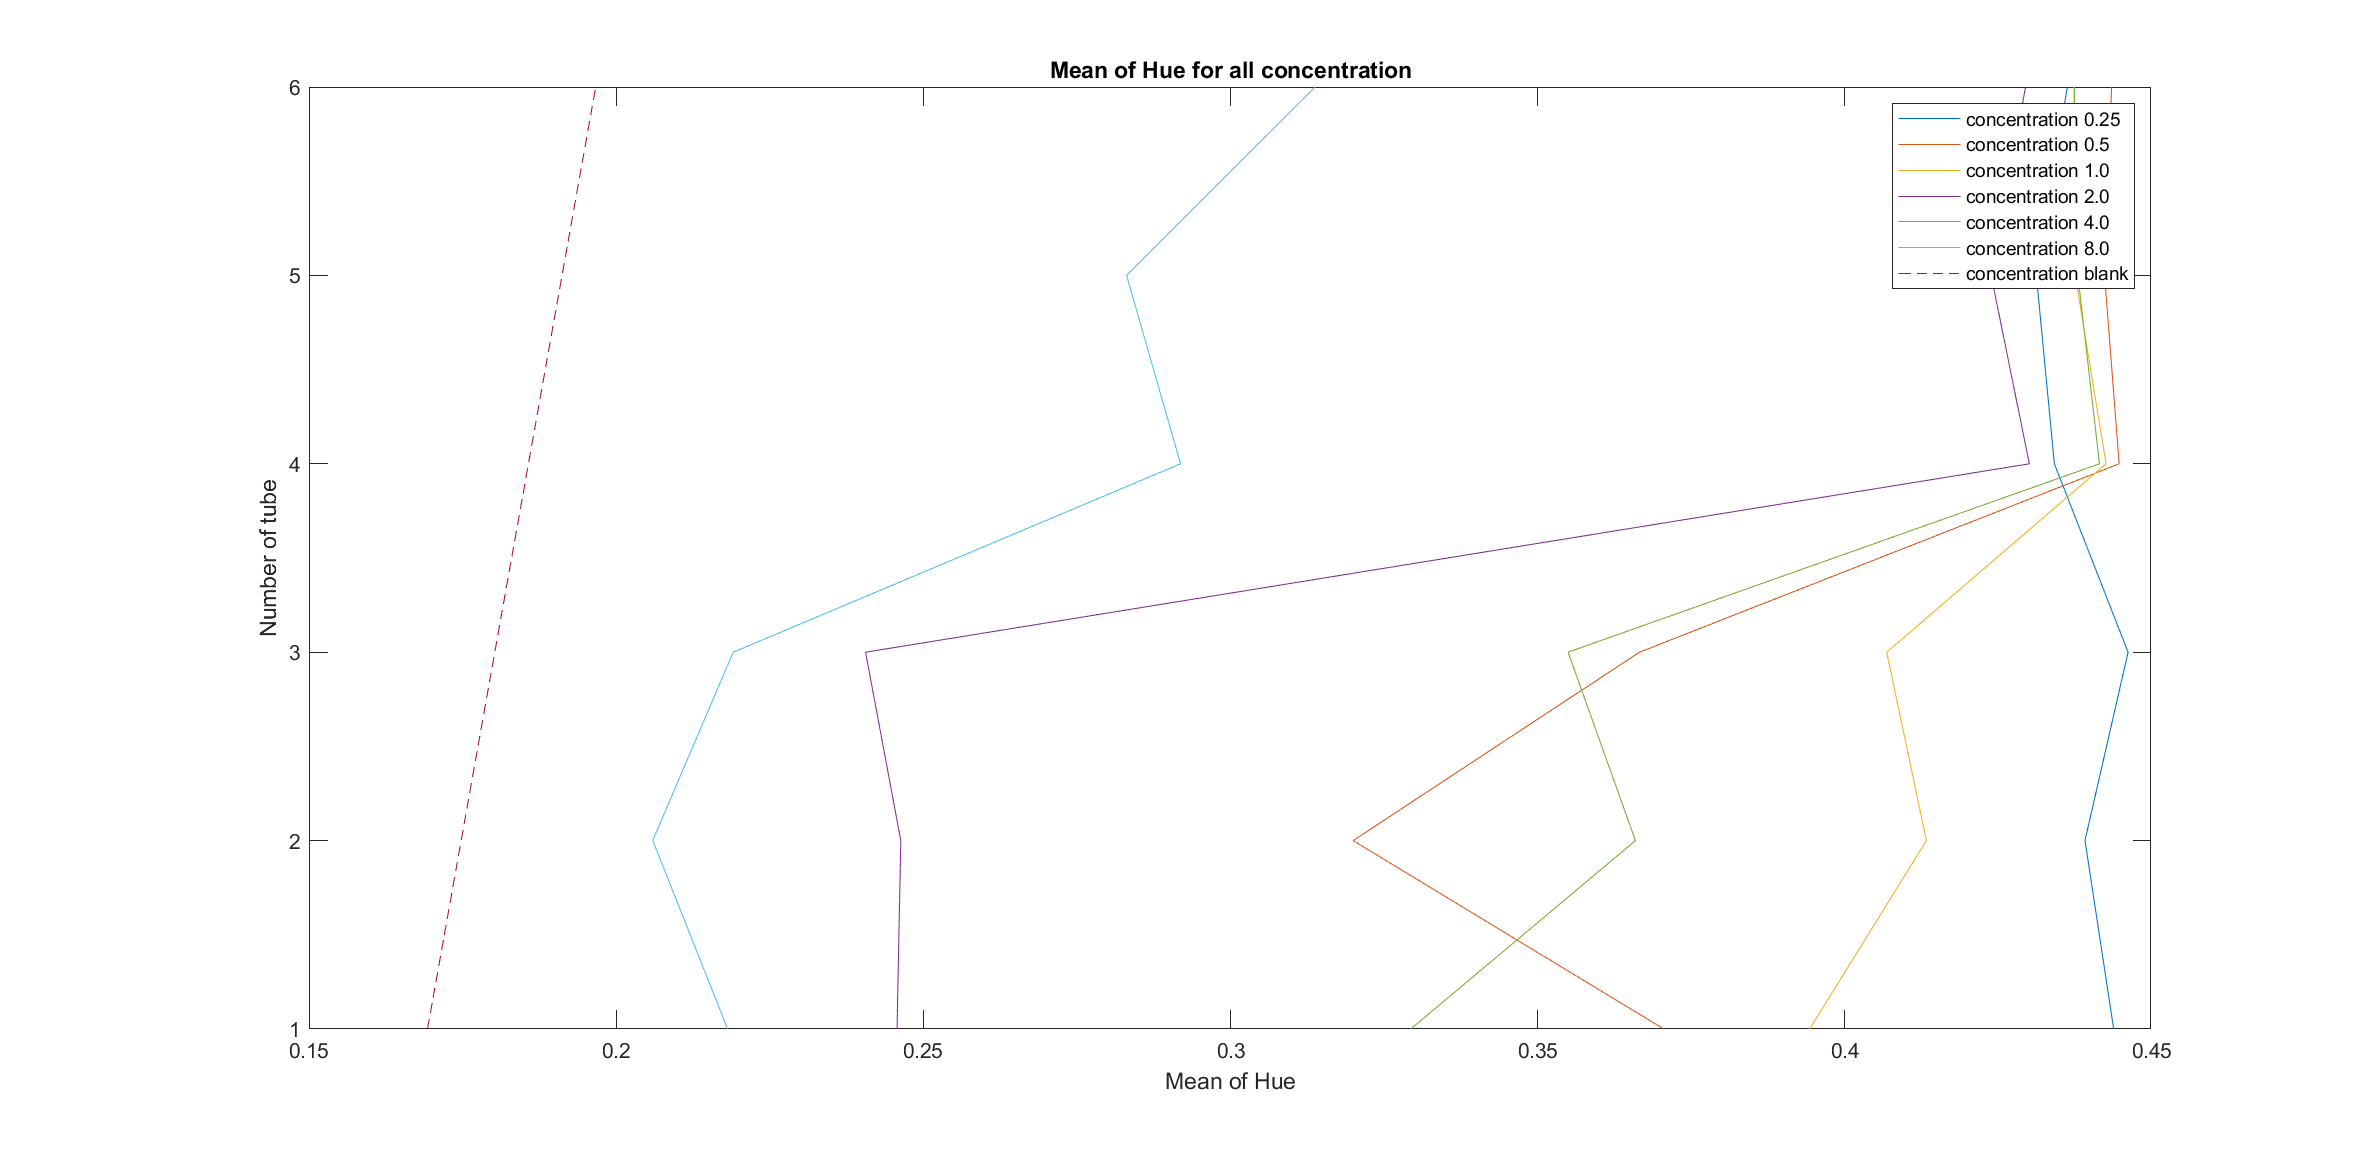 Mean of Hue for all concentration
6
5
4
3
2
1
Number of tube
concentration 0.25
concentration 0.5
concentration 1.0
concentration 2.0
concentration 4.0
concentration 8.0
concentration blank
0.15 0.2 0.25 0.3 0.35 0.4 0.45
Mean of Hue